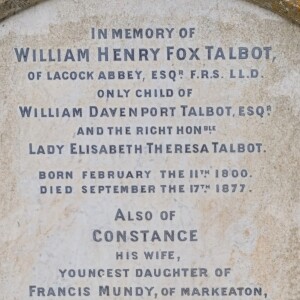 IN MEMORY OF
WILLIAM HENRY FOX TALBOT,
OF LACOCK ABBEY, ESQR F.R.S. LL.D.
ONLY CHILD OF
WILLIAM DAVENPORT TALBOT, ESQR
AND THE RIGHT HONBLE
LADY ELISABETH THERESA TALBOT.
BORN FEBRUARY THE 11TH 1800.
DIED SEPTEMBER THE 17TH 1877.
ALSO OF
CONSTANCE
HIS WIFE,
YOUNGEST DAUGHTER OF
FRANCIS MUNDY, OF MARKEATON,